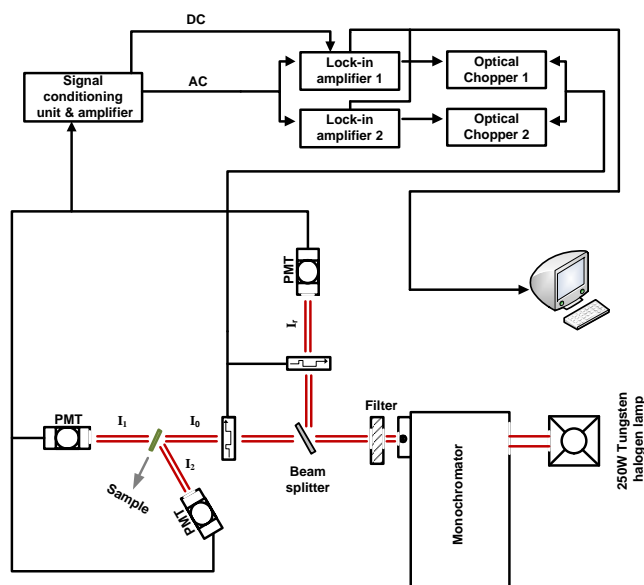 DC
Signal
conditioning
unit & amplifier
AC
Lock-in
amplifier 1
Optical
Chopper 1
Lock-in
amplifier 2
Optical
Chopper 2
PMT
Ir
PMT
I1
I0
Filter
I2
Beam
splitter
Sample
PMT
Monochromator
250W Tungsten
halogen lamp